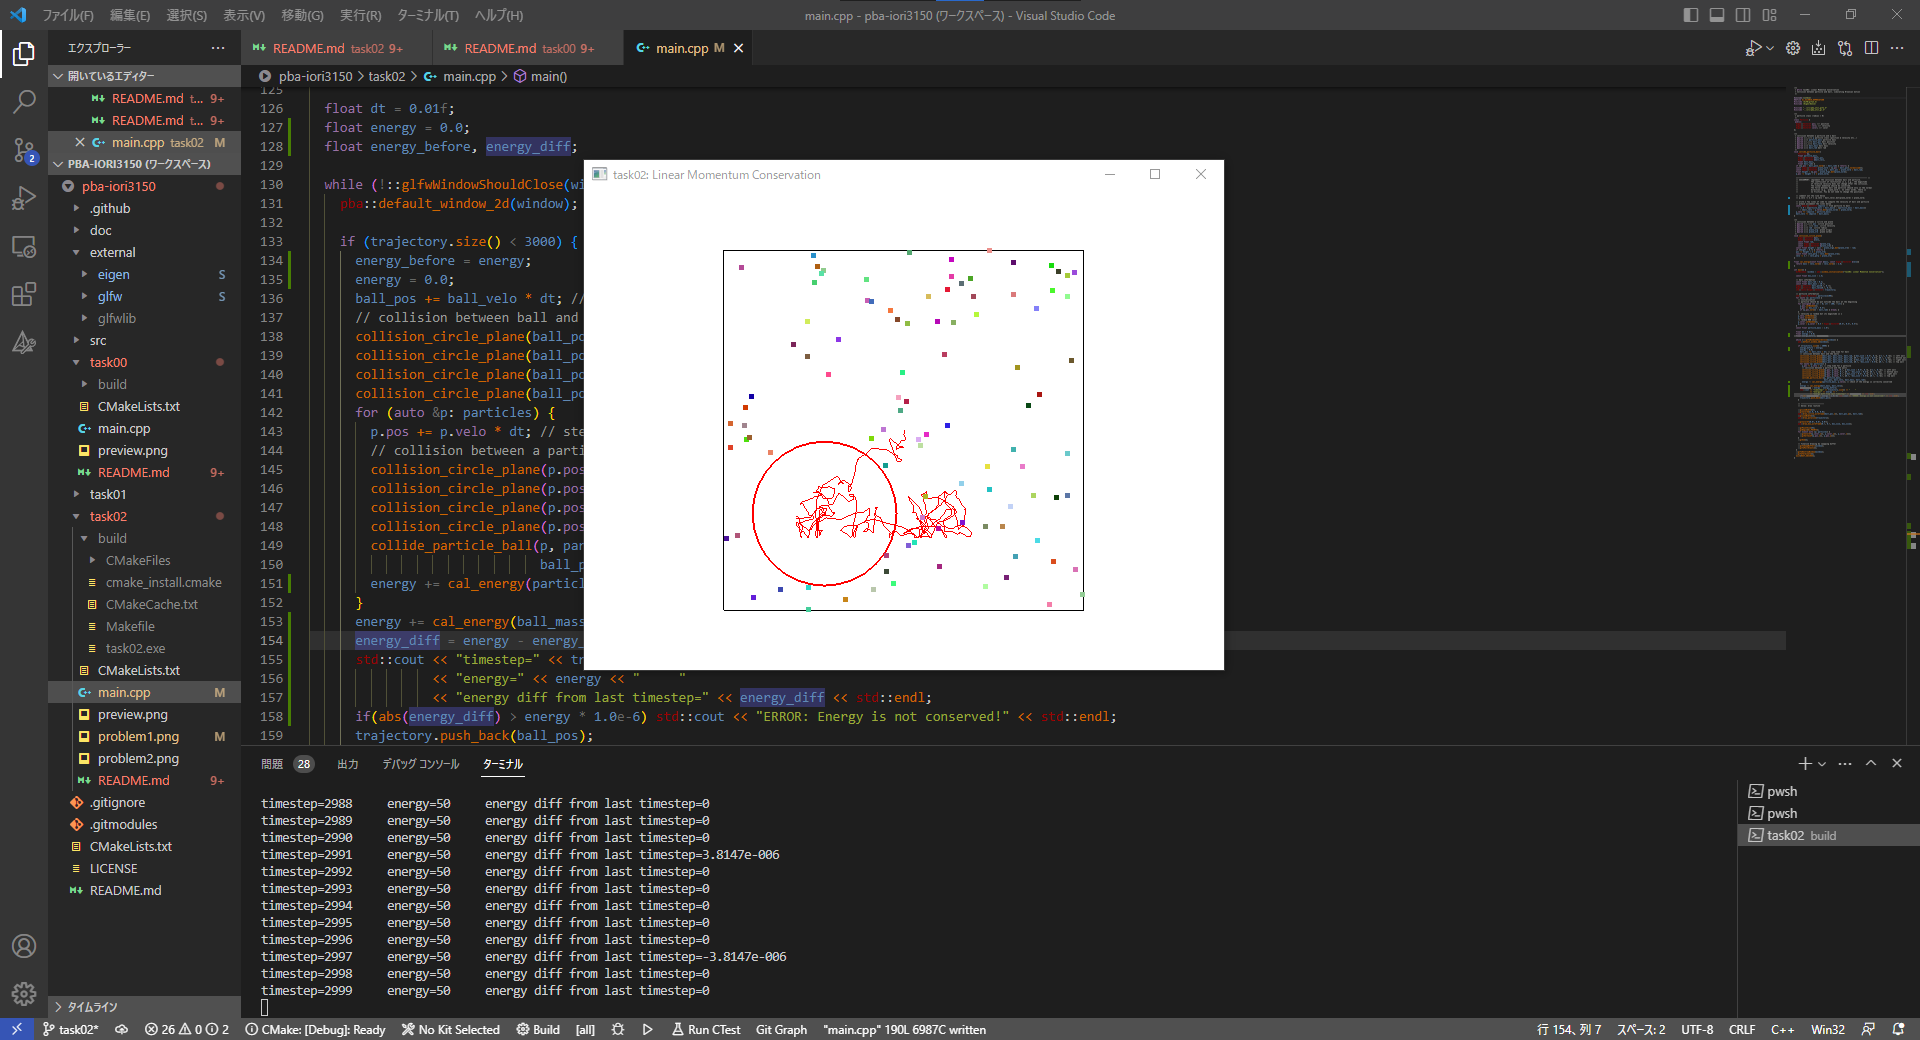 ファイル(F) 編集(E) 選択(S) 表示(V) 移動(G) 実行(R) ターミナル(T) ヘルプ(H)
main.cpp - pba-iori3150 (ワークスペース) - Visual Studio Code
エクスプローラー
開いているエディター
README.md t... 9+
README.md t... 9+
main.cpp task02 M
PBA-IORI3150 (ワークスペース)
pba-iori3150
.github
doc
external
eigen S
glfw S
glfwlib
src
task00
build
CMakeLists.txt
main.cpp
preview.png
README.md 9+
task01
task02
build
CMakeFiles
cmake_install.cmake
CMakeCache.txt
Makefile
task02.exe
CMakeLists.txt
main.cpp M
preview.png
problem1.png M
problem2.png
README.md 9+
.gitignore
.gitmodules
CMakeLists.txt
LICENSE
README.md
タイムライン
2
README.md task02 9+
README.md task00 9+
main.cpp M
pba-iori3150 > task02 > main.cpp > main()
125
126 float dt = 0.01f;
127 float energy = 0.0;
128 float energy_before, energy_diff;
129
130 while (!::glfwWindowShouldClose(wi
131 pba::default_window_2d(window);
132
133 if (trajectory.size() < 3000) {
134 energy_before = energy;
135 energy = 0.0;
136 ball_pos += ball_velo * dt; //
137 // collision between ball and
138 collision_circle_plane(ball_po
139 collision_circle_plane(ball_po
140 collision_circle_plane(ball_po
141 collision_circle_plane(ball_po
142 for (auto &p: particles) {
143 p.pos += p.velo * dt; // ste
144 // collision between a parti
145 collision_circle_plane(p.pos
146 collision_circle_plane(p.pos
147 collision_circle_plane(p.pos
148 collision_circle_plane(p.pos
149 collide_particle_ball(p, par
150 ball_p
151 energy += cal_energy(particl
152 }
153 energy += cal_energy(ball_mass
154 energy_diff = energy - energy_
155 std::cout << "timestep=" << tr
156 << "energy=" << energy << "     "
157 << "energy diff from last timestep=" << energy_diff << std::endl;
158 if(abs(energy_diff) > energy * 1.0e-6) std::cout << "ERROR: Energy is not conserved!" << std::endl;
159 trajectory.push_back(ball_pos);
task02: Linear Momentum Conservation
問題 28 出力 デバッグ コンソール ターミナル
timestep=2988 energy=50 energy diff from last timestep=0
timestep=2989 energy=50 energy diff from last timestep=0
timestep=2990 energy=50 energy diff from last timestep=0
timestep=2991 energy=50 energy diff from last timestep=3.8147e-006
timestep=2992 energy=50 energy diff from last timestep=0
timestep=2993 energy=50 energy diff from last timestep=0
timestep=2994 energy=50 energy diff from last timestep=0
timestep=2995 energy=50 energy diff from last timestep=0
timestep=2996 energy=50 energy diff from last timestep=0
timestep=2997 energy=50 energy diff from last timestep=-3.8147e-006
timestep=2998 energy=50 energy diff from last timestep=0
timestep=2999 energy=50 energy diff from last timestep=0
pwsh
pwsh
task02 build
task02* 26 0 2 CMake: [Debug]: Ready No Kit Selected Build [all] Run CTest Git Graph "main.cpp" 190L 6987C written
行 154、列 7 スペース: 2 UTF-8 CRLF C++ Win32